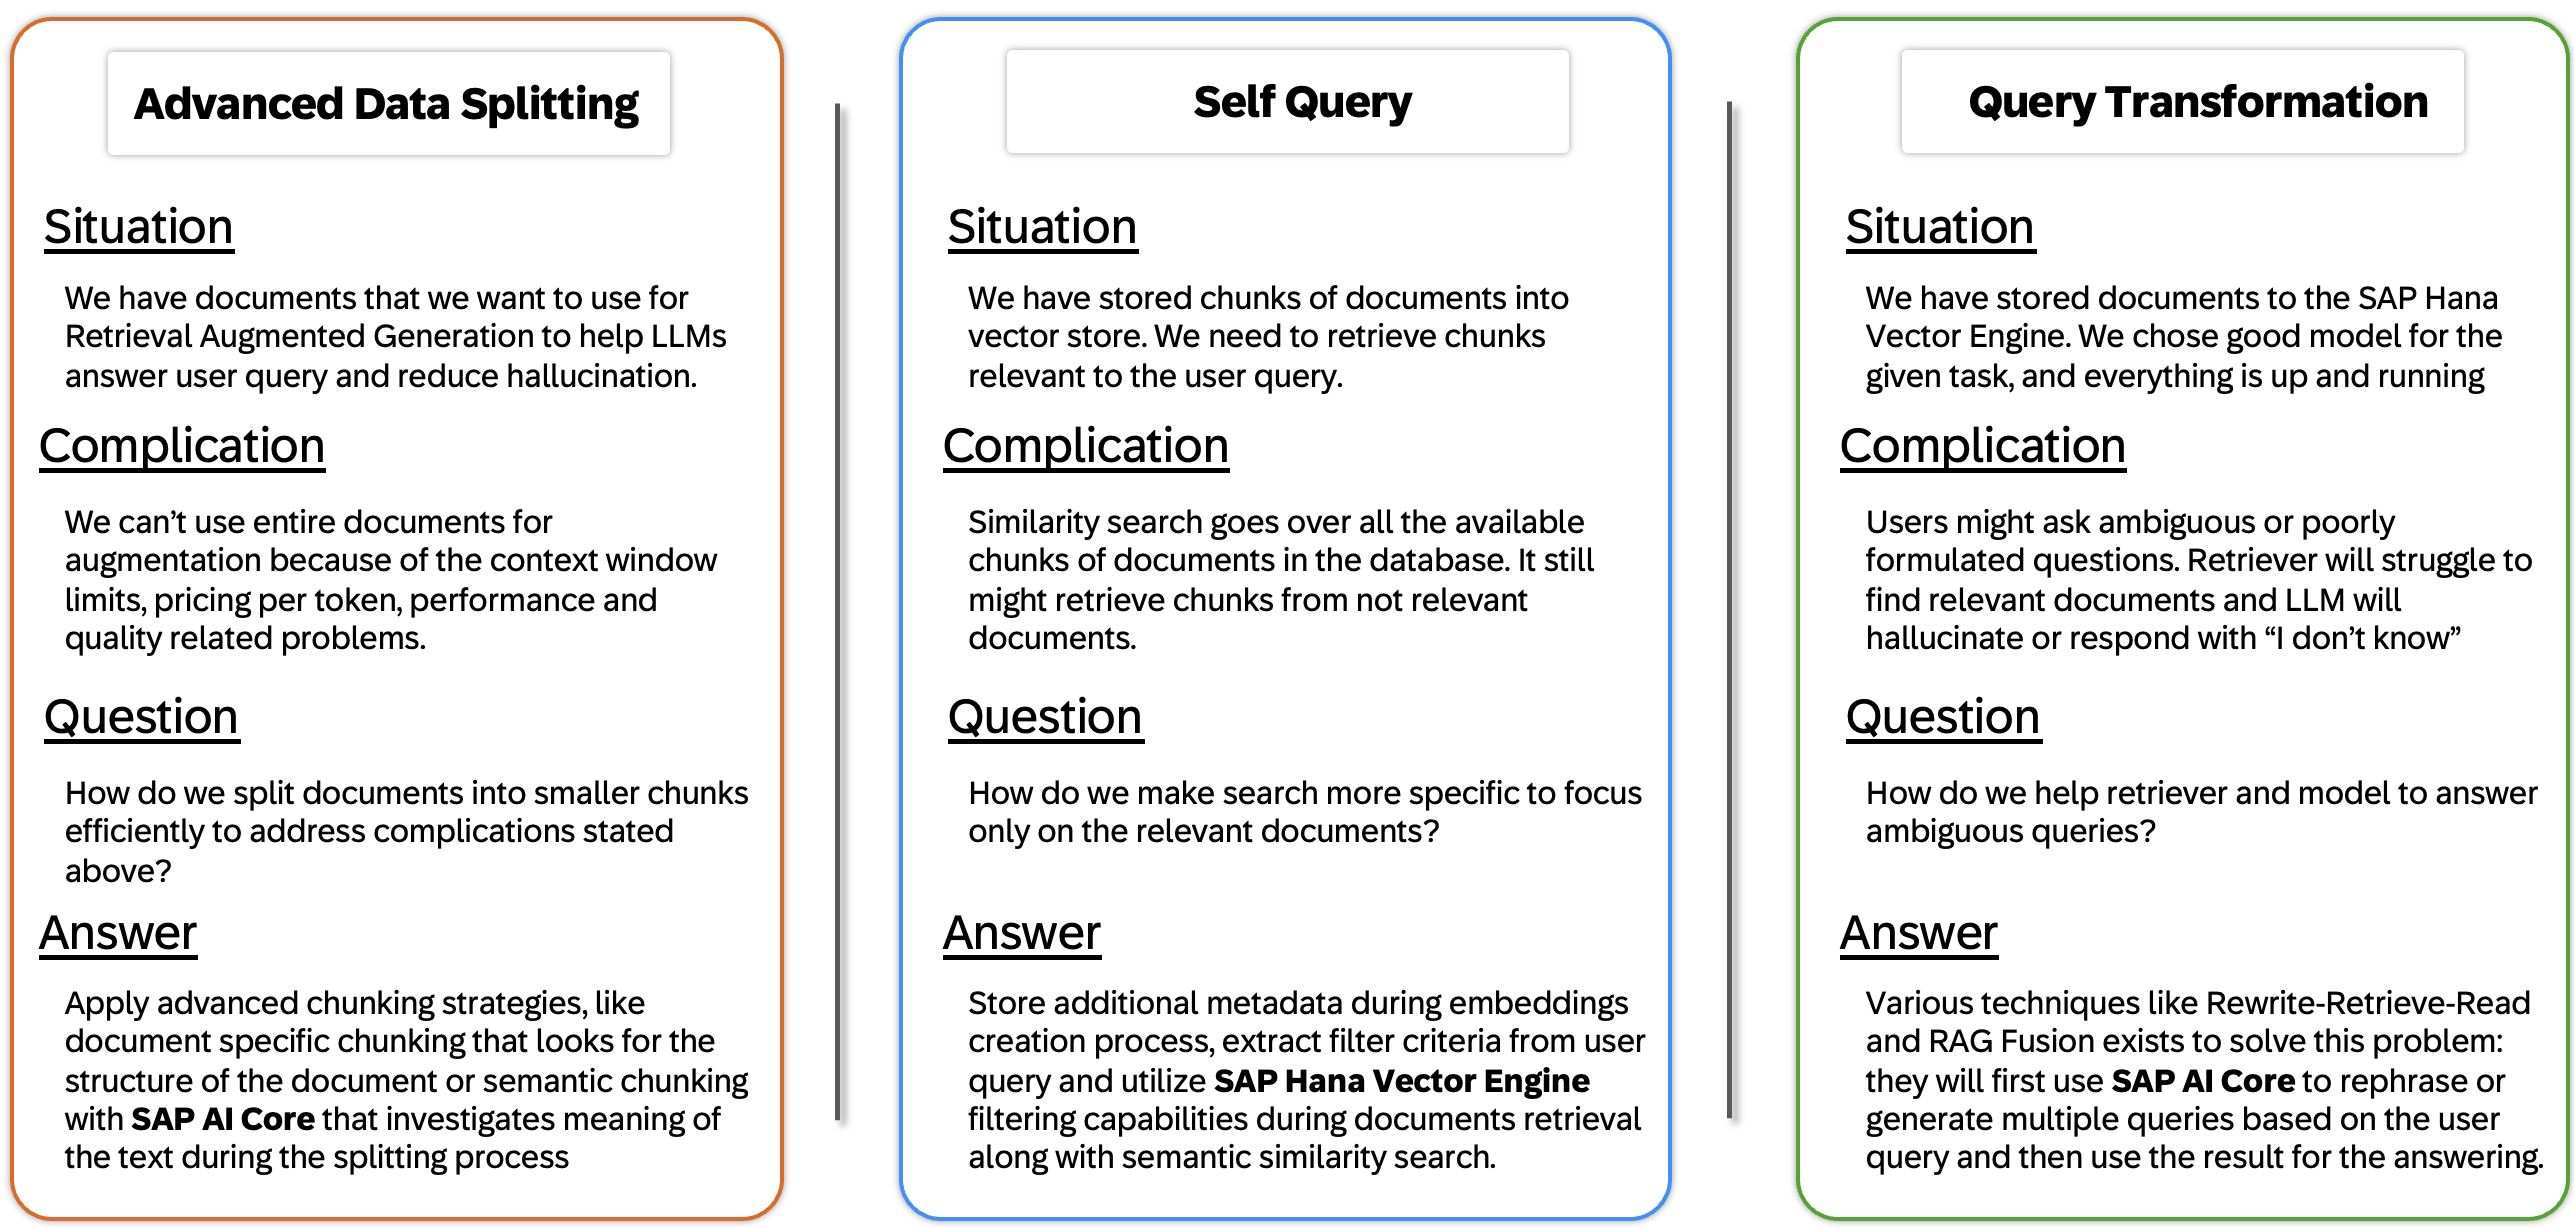 Advanced Data Splitting
Situation
We have documents that we want to use for
Retrieval Augmented Generation to help LLMs
answer user query and reduce hallucination.
Complication
We can’t use entire documents for
augmentation because of the context window
limits, pricing per token, performance and
quality related problems.
Question
How do we split documents into smaller chunks
efficiently to address complications stated
above?
Answer
Apply advanced chunking strategies, like
document specific chunking that looks for the
structure of the document or semantic chunking
with SAP AI Core that investigates meaning of
the text during the splitting process
Self Query
Situation
We have stored chunks of documents into
vector store. We need to retrieve chunks
relevant to the user query.
Complication
Similarity search goes over all the available
chunks of documents in the database. It still
might retrieve chunks from not relevant
documents.
Question
How do we make search more specific to focus
only on the relevant documents?
Answer
Store additional metadata during embeddings
creation process, extract filter criteria from user
query and utilize SAP Hana Vector Engine
filtering capabilities during documents retrieval
along with semantic similarity search.
Query Transformation
Situation
We have stored documents to the SAP Hana
Vector Engine. We chose good model for the
given task, and everything is up and running
Complication
Users might ask ambiguous or poorly
formulated questions. Retriever will struggle to
find relevant documents and LLM will
hallucinate or respond with “I don’t know”
Question
How do we help retriever and model to answer
ambiguous queries?
Answer
Various techniques like Rewrite-Retrieve-Read
and RAG Fusion exists to solve this problem:
they will first use SAP AI Core to rephrase or
generate multiple queries based on the user
query and then use the result for the answering.